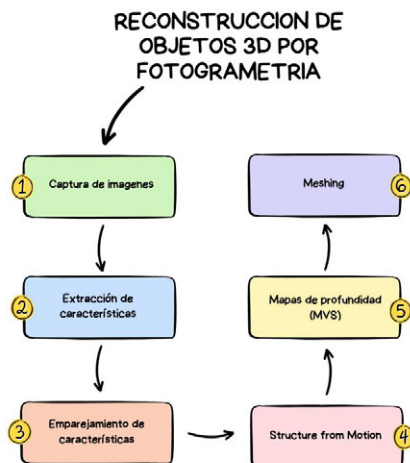 RECONSTRUCCION DE
OBJETOS 3D POR
FOTOGRAMETRIA
1
Captura de imagenes
2
Extracción de
características
3
Emparejamiento de
características
4
Structure from Motion
5
Mapas de profundidad
(MVS)
6
Meshing